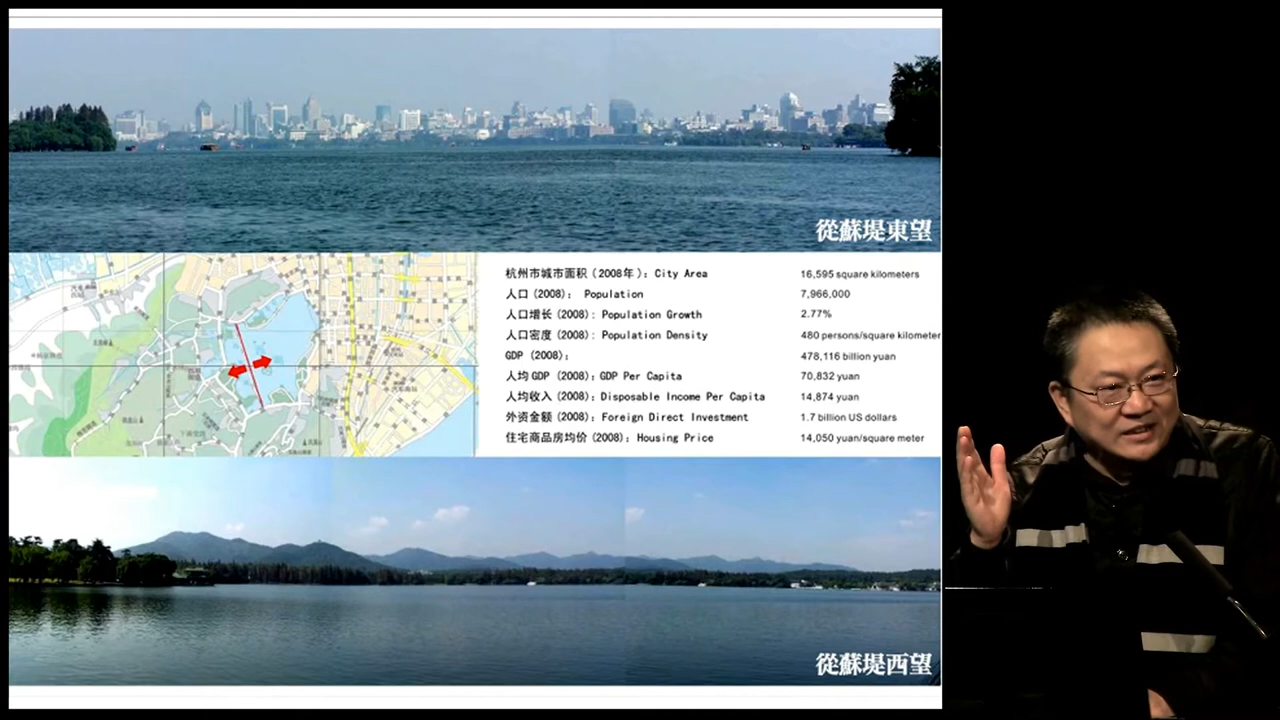 從蘇堤東望
杭州市城市面积 (2008年): City Area 16,595 square kilometers
人口 (2008): Population 7,966,000
人口增长 (2008): Population Growth 2.77%
人口密度 (2008): Population Density 480 persons/square kilometer
GDP (2008): 478,116 billion yuan
人均 GDP (2008): GDP Per Capita 70,832 yuan
人均收入 (2008): Disposable Income Per Capita 14,874 yuan
外资金额 (2008): Foreign Direct Investment 1.7 billion US dollars
住宅商品房均价 (2008): Housing Price 14,050 yuan/square meter
從蘇堤西望